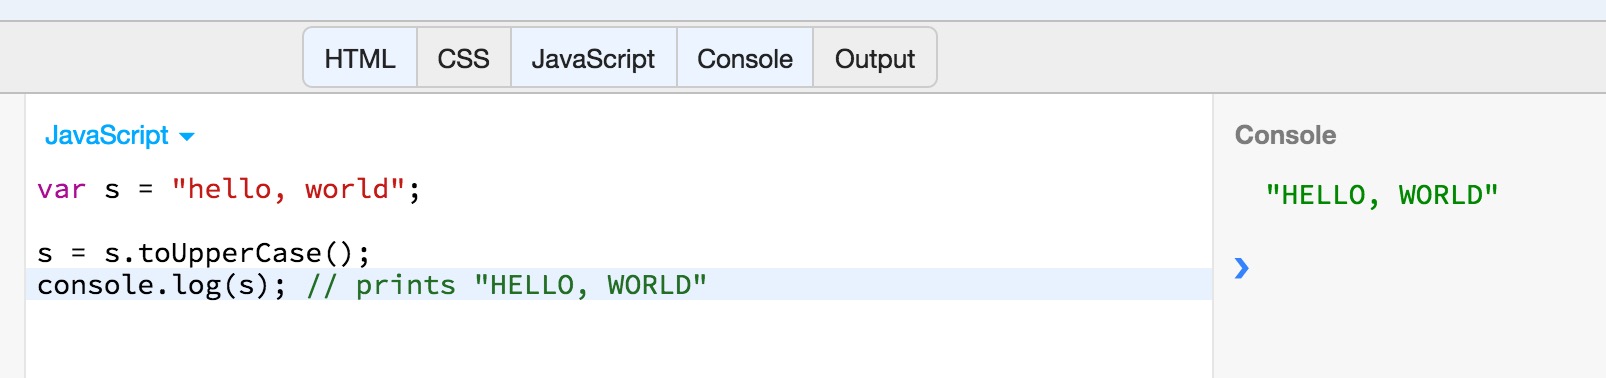 HTML CSS JavaScript Console Output
JavaScript
var s = "hello, world";
s = s.toUpperCase();
console.log(s); // prints "HELLO, WORLD"
Console
"HELLO, WORLD"